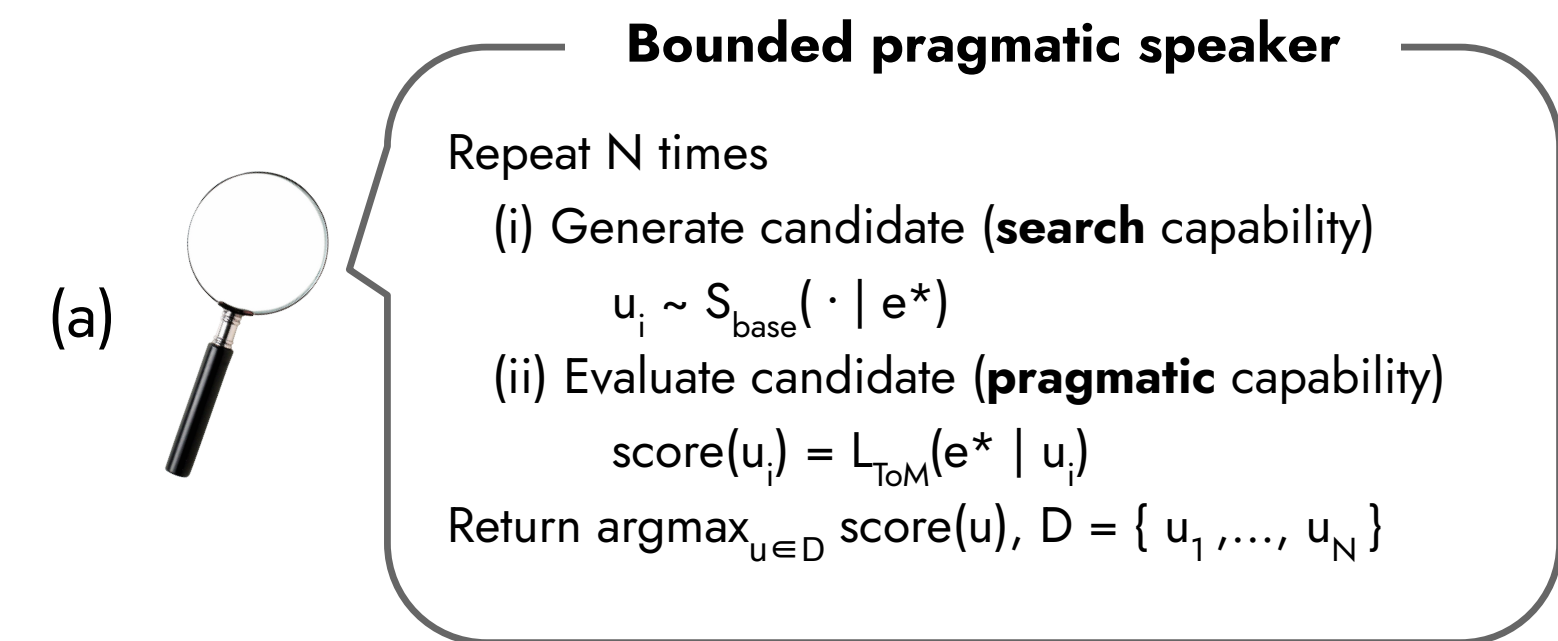 Bounded pragmatic speaker
(a)
Repeat N times
(i) Generate candidate (search capability)
u_i ~ S_base( · | e*)
(ii) Evaluate candidate (pragmatic capability)
score(u_i) = L_ToM(e* | u_i)
Return argmax_u∈D score(u), D = { u_1 ,..., u_N }